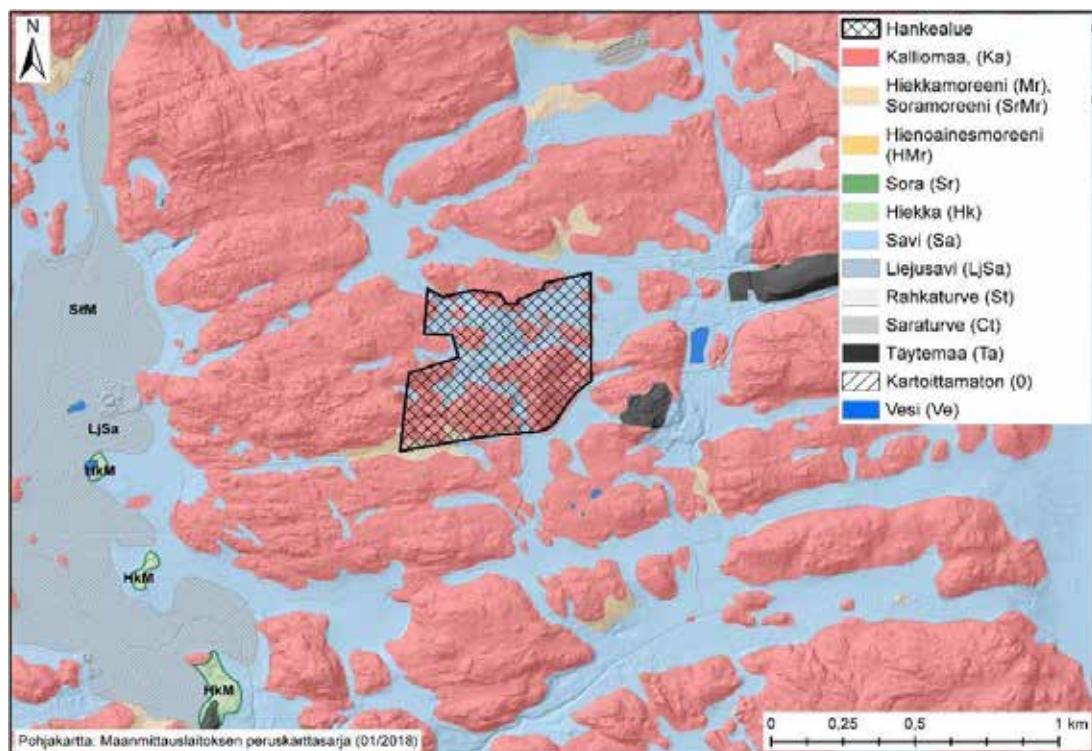 N
Hankealue
Kalliomaa, (Ka)
Hiekkamoreeni (Mr),
Soramoreeni (SrMr)
Hienoainesmoreeni
(HMr)
Sora (Sr)
Hiekka (Hk)
Savi (Sa)
Liejusavi (LjSa)
Rahkaturve (St)
Saraturve (Ct)
Täytemaa (Ta)
Kartoittamaton (0)
Vesi (Ve)
SrM
LjSa
HkM
HkM
HkM
Pohjakartta: Maanmittauslaitoksen peruskarttasarja (01/2018)
0 0,25 0,5 1 km